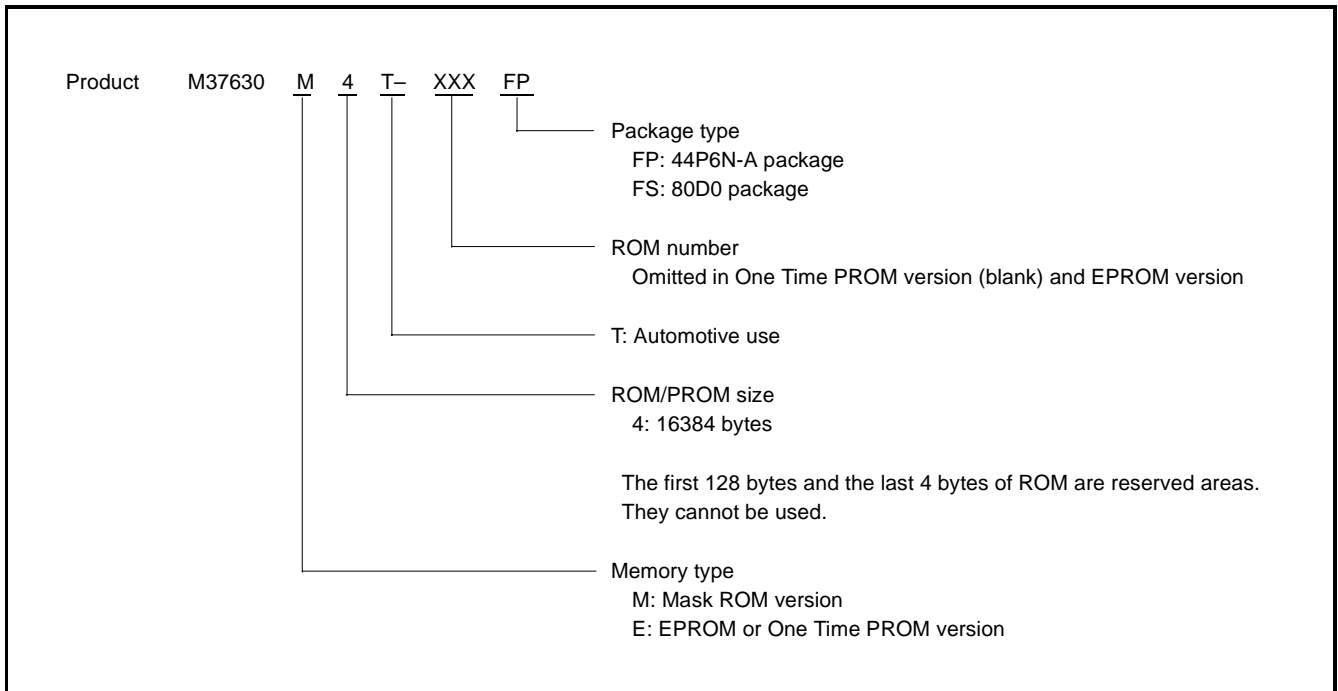 Product M37630 M 4 T– XXX FP
Package type
FP: 44P6N-A package
FS: 80D0 package
ROM number
Omitted in One Time PROM version (blank) and EPROM version
T: Automotive use
ROM/PROM size
4: 16384 bytes
The first 128 bytes and the last 4 bytes of ROM are reserved areas.
They cannot be used.
Memory type
M: Mask ROM version
E: EPROM or One Time PROM version